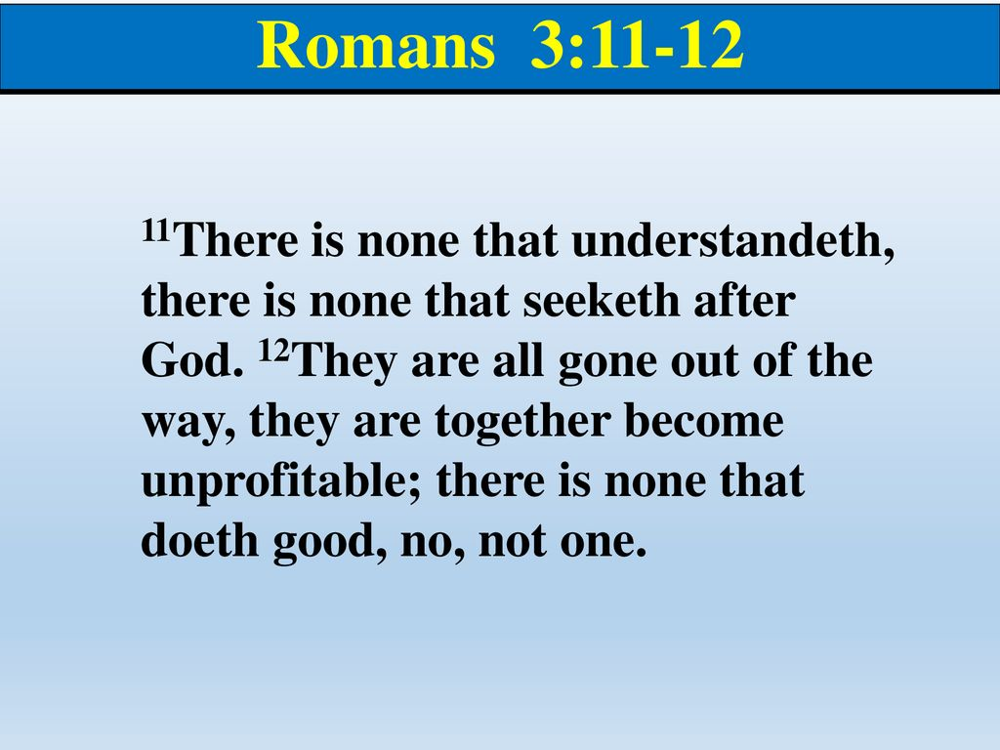 Romans 3:11-12
11There is none that understandeth,
there is none that seeketh after
God. 12They are all gone out of the
way, they are together become
unprofitable; there is none that
doeth good, no, not one.